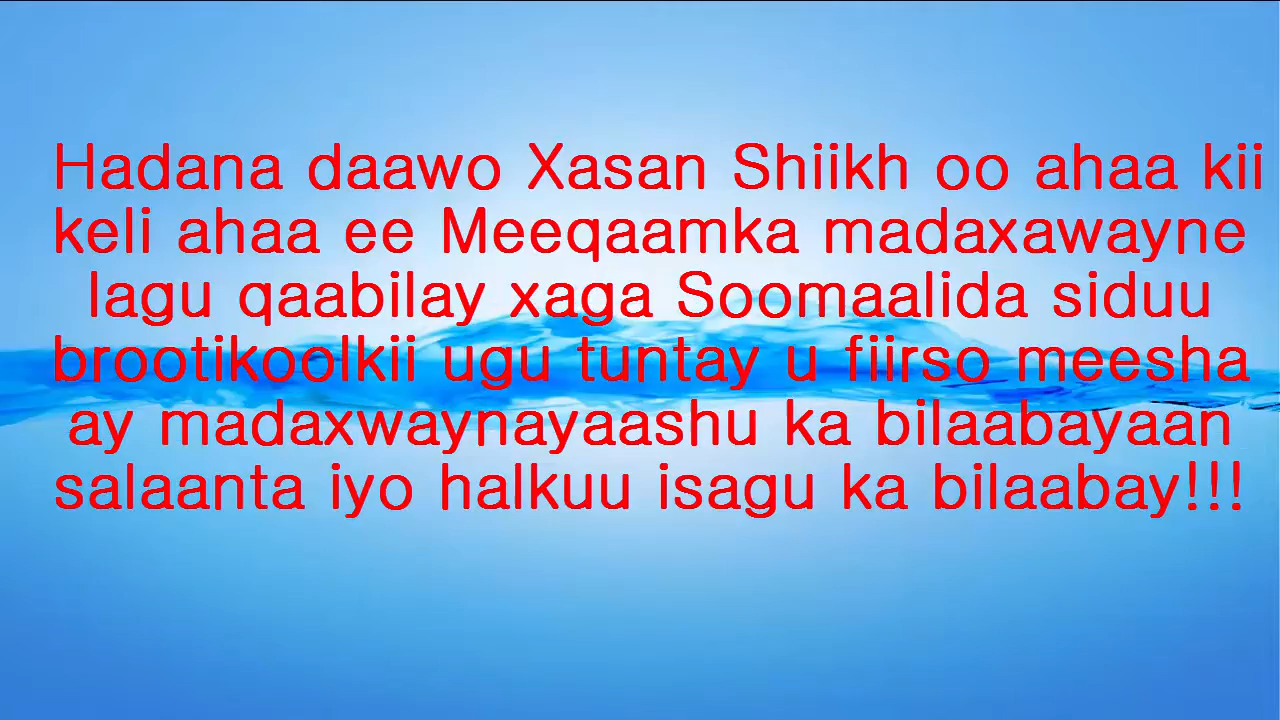 Hadana daawo Xasan Shiikh oo ahaa kii
keli ahaa ee Meeqaamka madaxawayne
lagu qaabilay xaga Soomaalida siduu
brootikoolkii ugu tuntay u fiirso meesha
ay madaxwaynayaashu ka bilaabayaan
salaanta iyo halkuu isagu ka bilaabay!!!